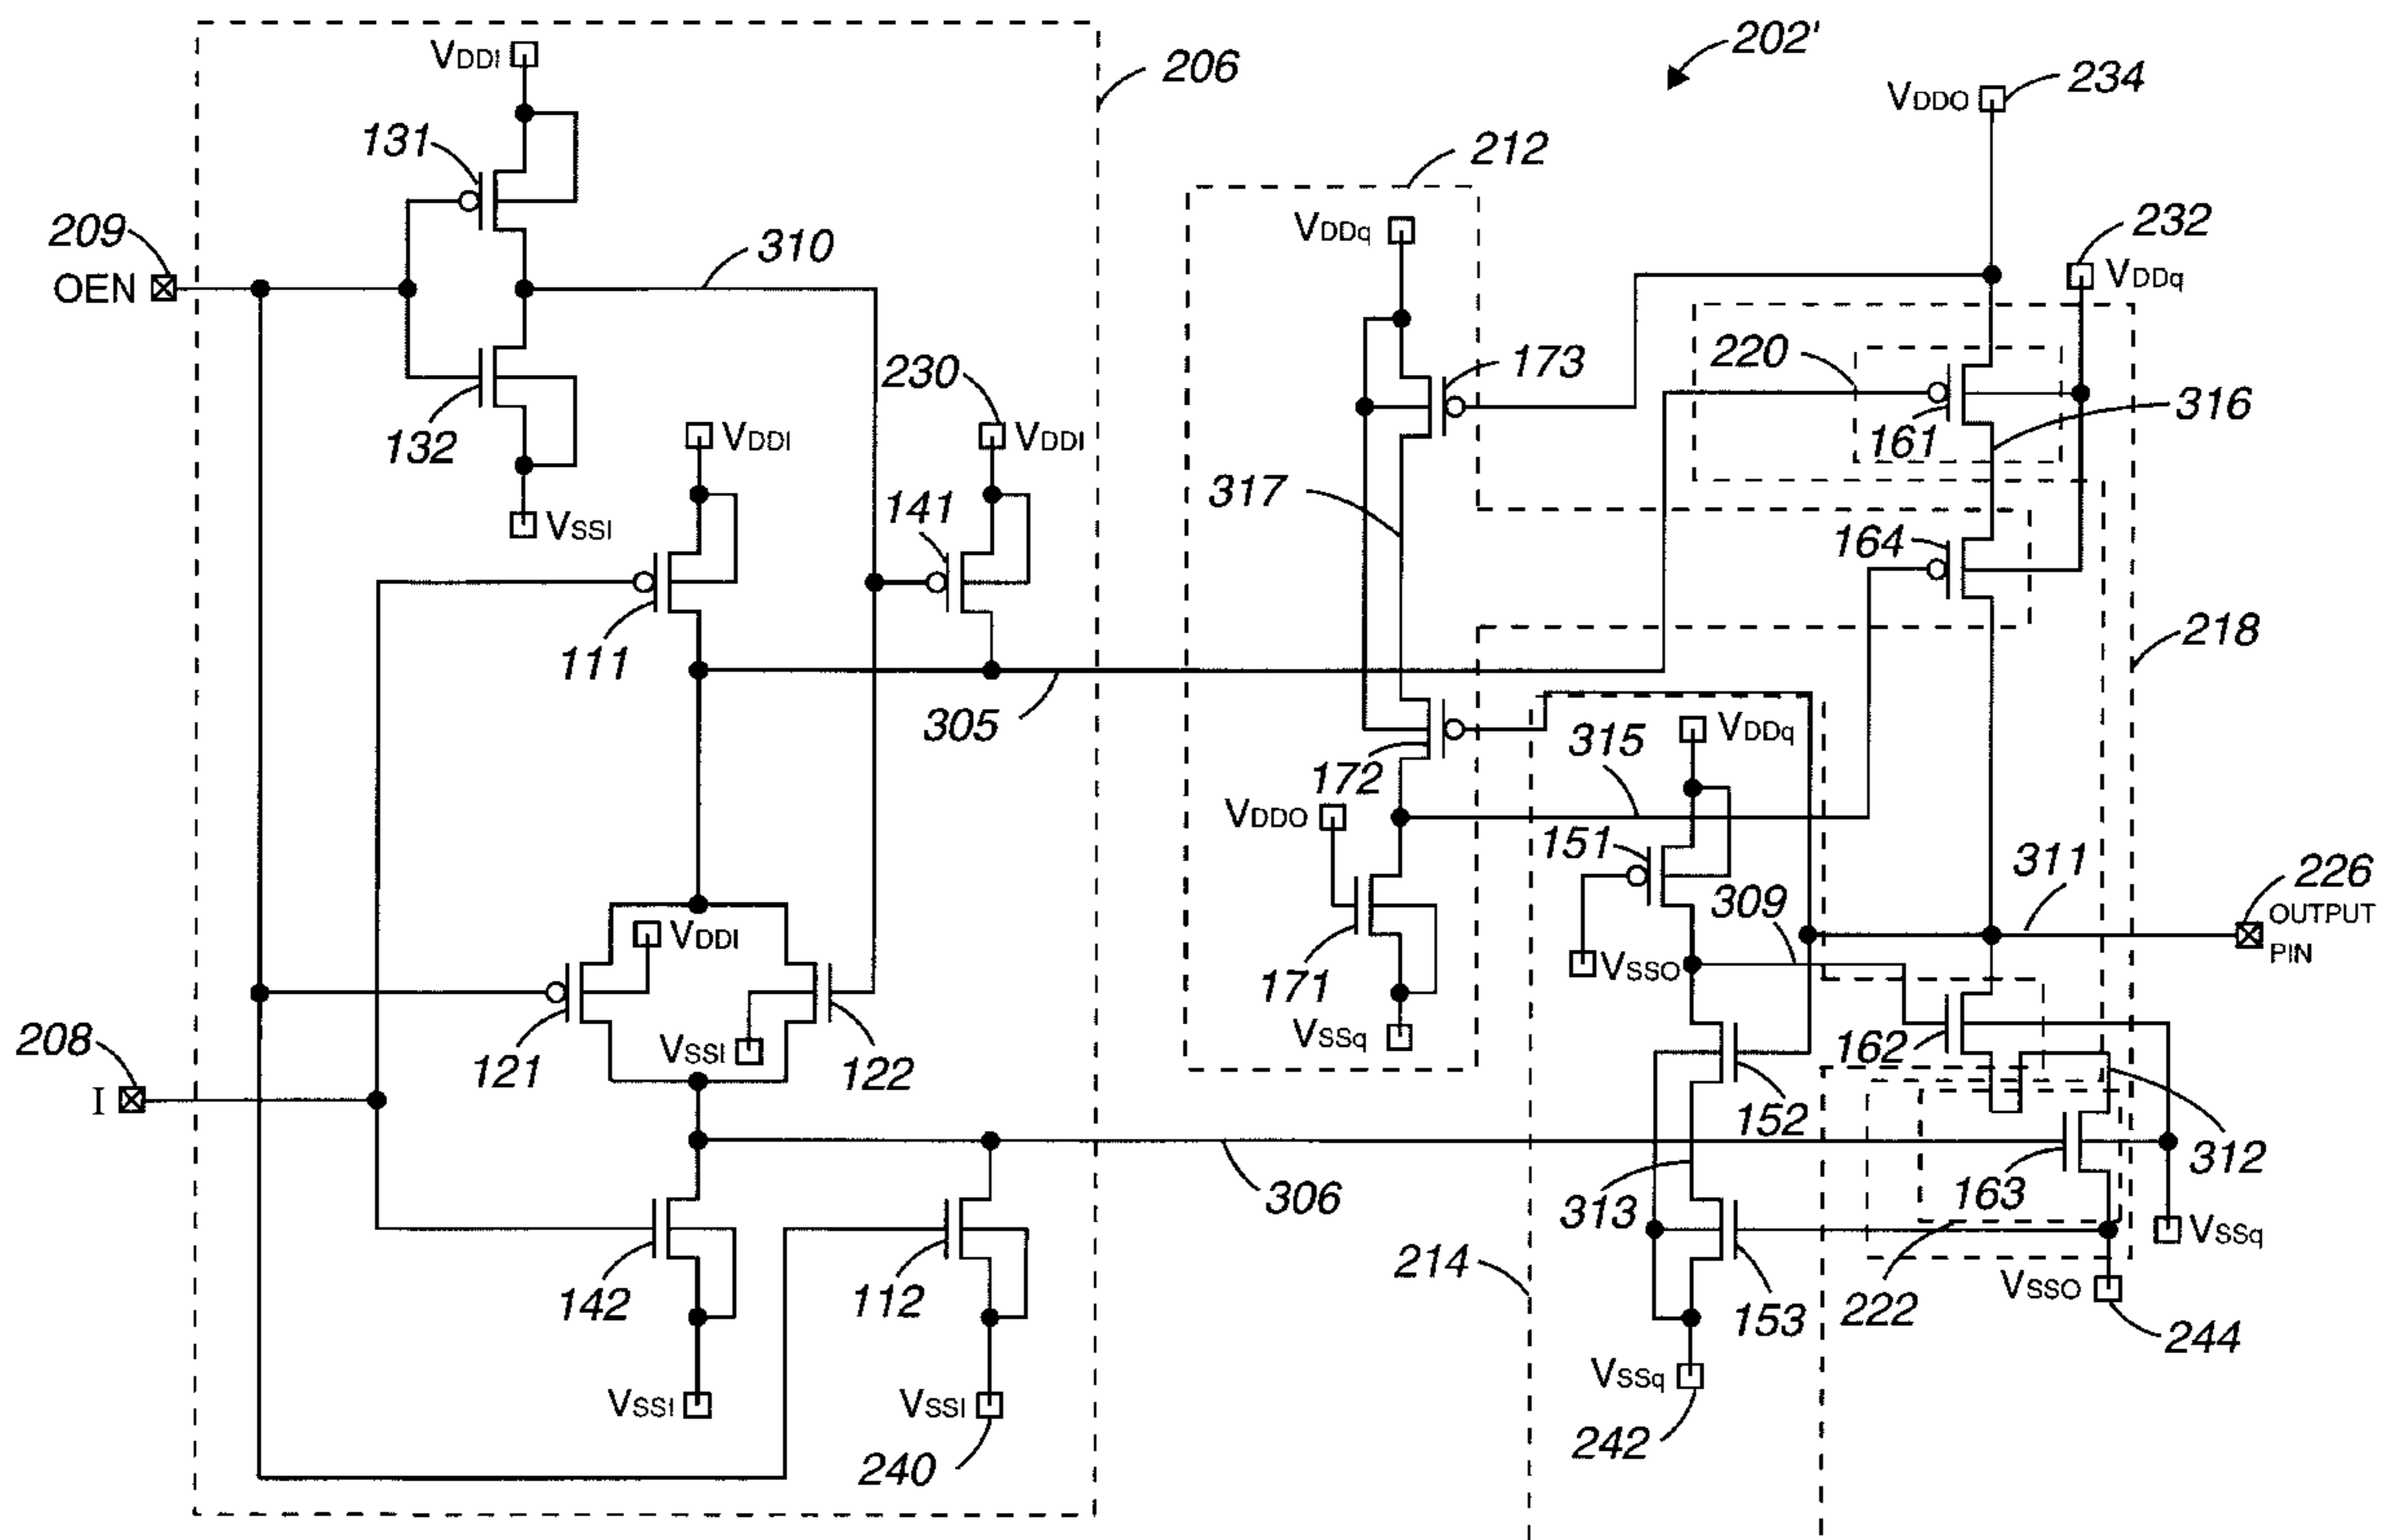 202'
VDDI
206
234
VDDO
131
212
209
310
VDDq
232
VDDq
OEN
230
220
173
132
VDDI
VDDI
161
316
317
141
164
VSSI
218
111
305
315
VDDq
172
VDDO
151
311
226
309
OUTPUT
PIN
VDDI
VSSO
171
208
121
VSSI
122
VSSq
162
I
152
306
313
163
312
142
112
214
222
VSSq
VSSO
153
244
VSSI
VSSI
VSSq
240
242